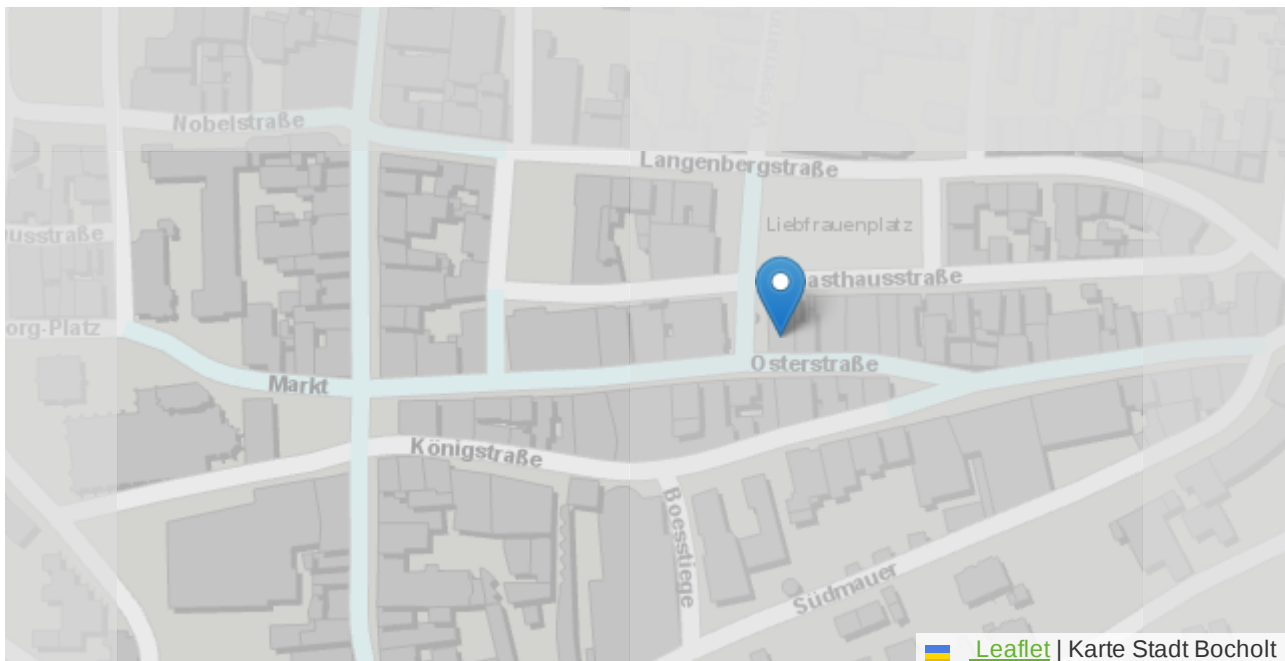 Nobelstraße
Langenbergstraße
Liebfrauenplatz
usstraße
asthausstraße
org-Platz
Osterstraße
Markt
Königstraße
Boesstiege
Südmauer
Leaflet | Karte Stadt Bocholt